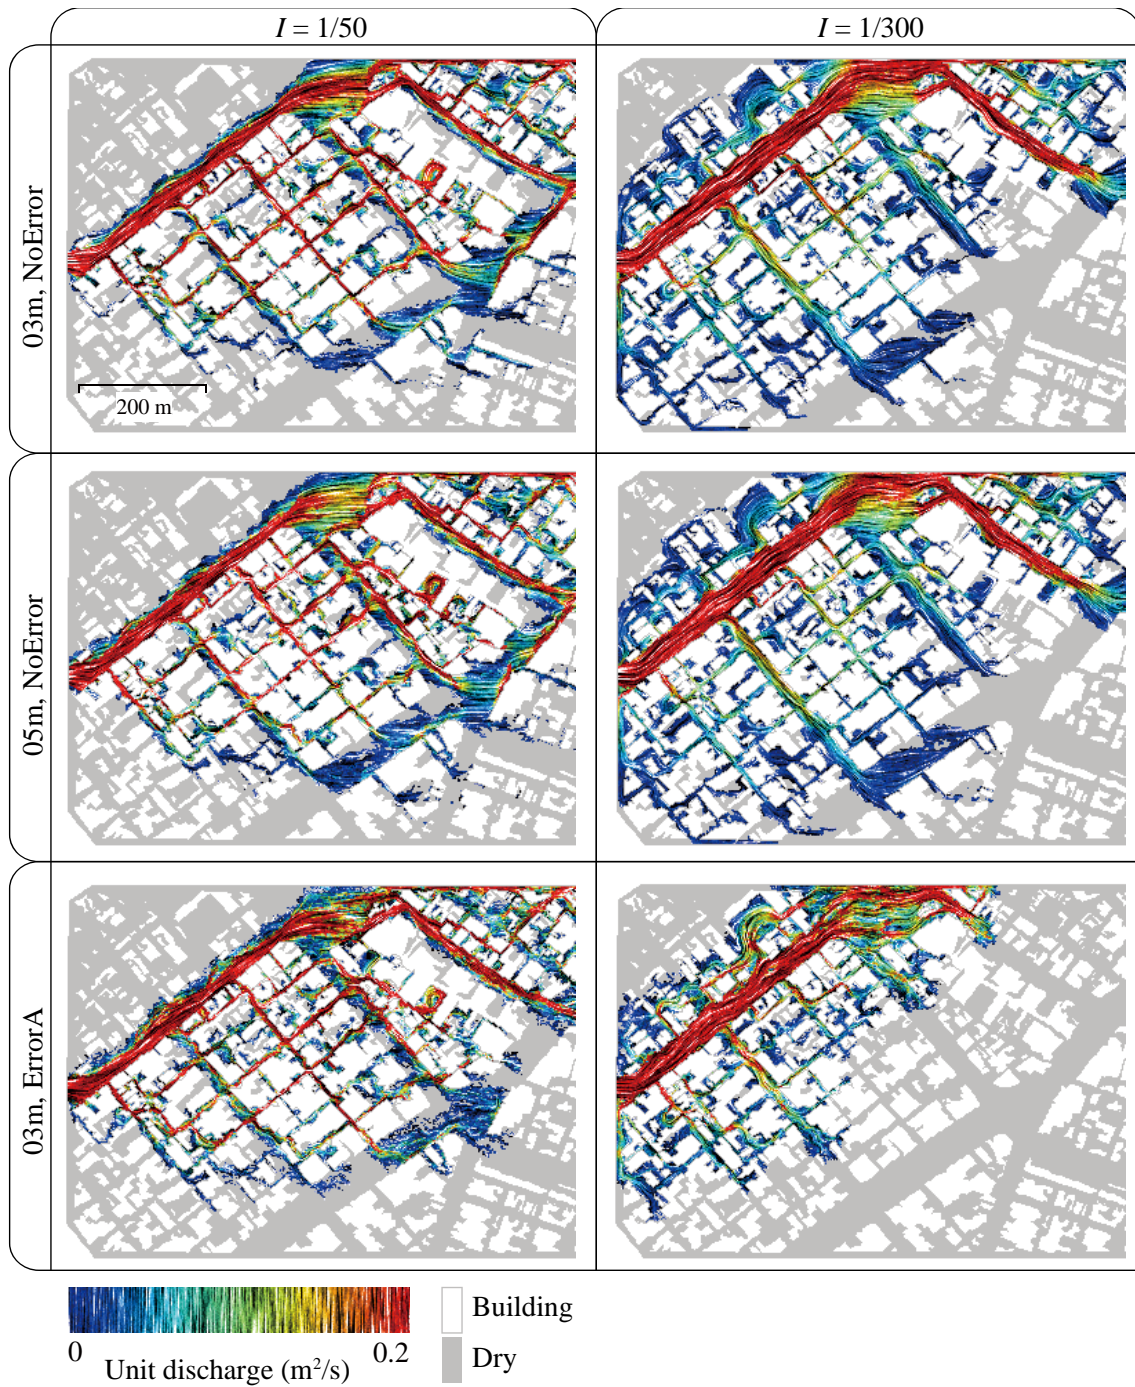 I = 1/50
I = 1/300
03m, NoError
200 m
05m, NoError
03m, ErrorA
Building
0
0.2
Unit discharge (m²/s)
Dry